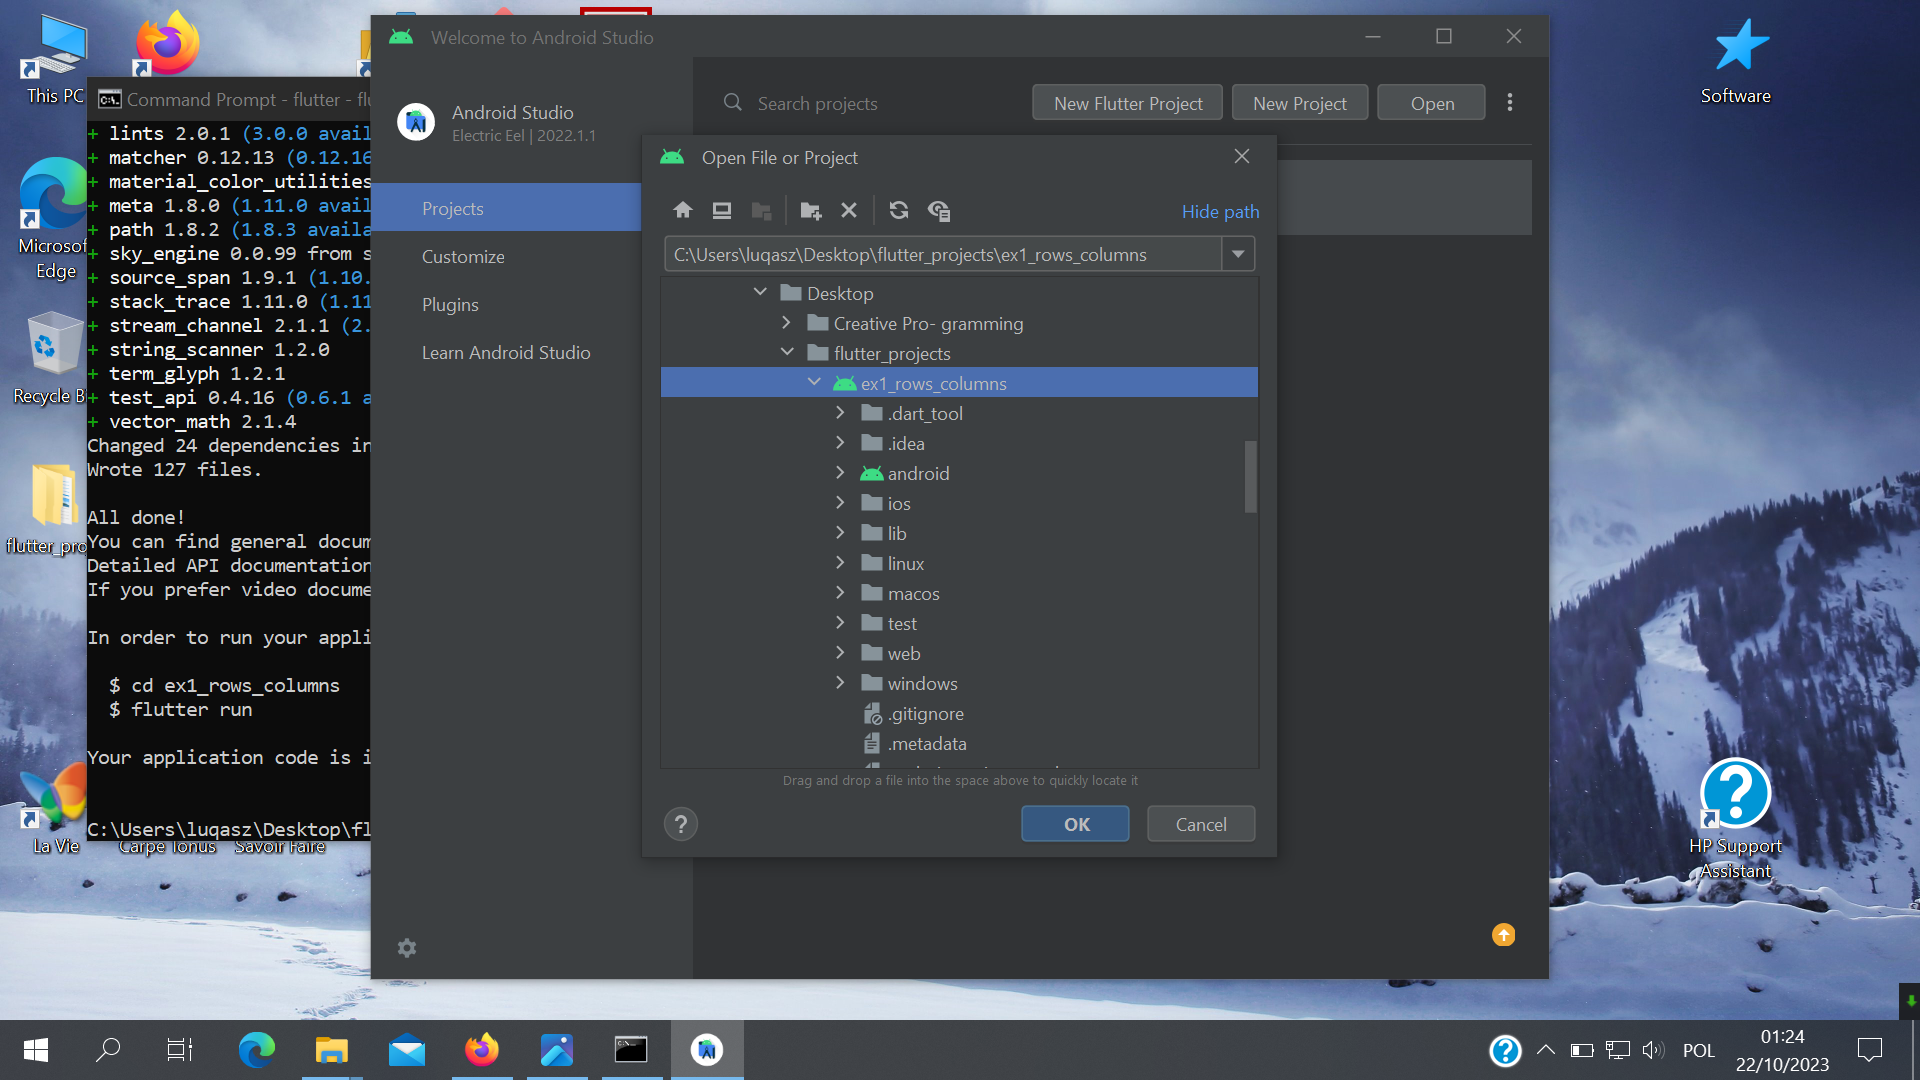 This PC
Microsof
Edge
Recycle B
flutter_pro
La Vie
Carpe Tonus
Savoir Faire
Command Prompt - flutter - fl
+ lints 2.0.1 (3.0.0 avail
+ matcher 0.12.13 (0.12.16
+ material_color_utilities
+ meta 1.8.0 (1.11.0 avail
+ path 1.8.2 (1.8.3 availa
+ sky_engine 0.0.99 from s
+ source_span 1.9.1 (1.10.
+ stack_trace 1.11.0 (1.11
+ stream_channel 2.1.1 (2.
+ string_scanner 1.2.0
+ term_glyph 1.2.1
+ test_api 0.4.16 (0.6.1 a
+ vector_math 2.1.4
Changed 24 dependencies in
Wrote 127 files.
All done!
You can find general docum
Detailed API documentation
If you prefer video docume
In order to run your appli
$ cd ex1_rows_columns
$ flutter run
Your application code is i
C:\Users\luqasz\Desktop\fl
Welcome to Android Studio
Android Studio
Electric Eel | 2022.1.1
Projects
Customize
Plugins
Learn Android Studio
Search projects
New Flutter Project
New Project
Open
Open File or Project
Hide path
C:\Users\luqasz\Desktop\flutter_projects\ex1_rows_columns
Desktop
Creative Pro- gramming
flutter_projects
ex1_rows_columns
.dart_tool
.idea
android
ios
lib
linux
macos
test
web
windows
.gitignore
.metadata
Drag and drop a file into the space above to quickly locate it
?
OK
Cancel
Software
HP Support
Assistant
POL
01:24
22/10/2023